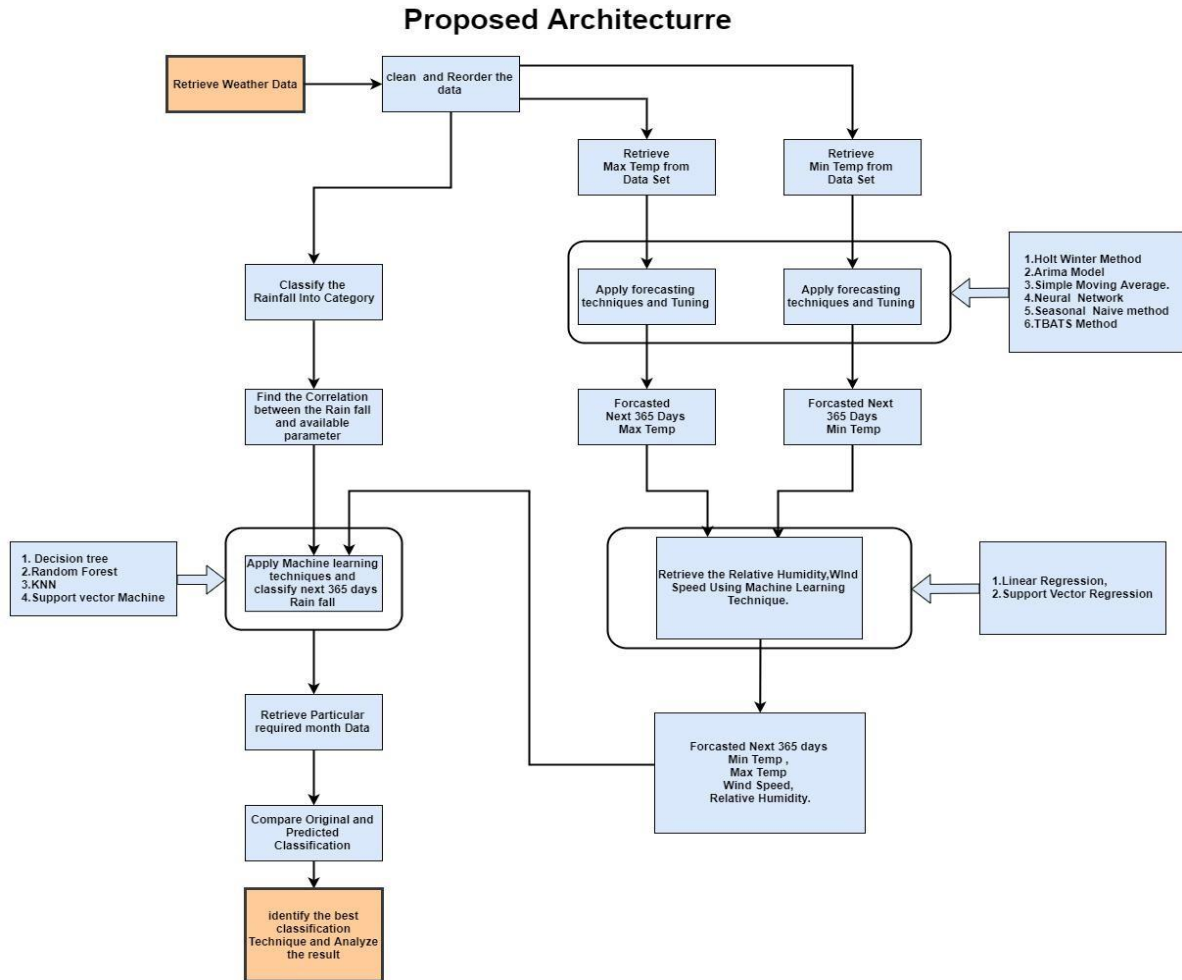 Proposed Architecturre
Retrieve Weather Data
clean and Reorder the
data
Retrieve
Max Temp from
Data Set
Retrieve
Min Temp from
Data Set
Classify the
Rainfall Into Category
Apply forecasting
techniques and Tuning
Apply forecasting
techniques and Tuning
1.Holt Winter Method
2.Arima Model
3.Simple Moving Average.
4.Neural Network
5.Seasonal Naive method
6.TBATS Method
Find the Correlation
between the Rain fall
and available
parameter
Forcasted
Next 365 Days
Max Temp
Forcasted Next
365 Days
Min Temp
1. Decision tree
2.Random Forest
3.KNN
4.Support vector Machine
Apply Machine learning
techniques and
classify next 365 days
Rain fall
Retrieve the Relative Humidity,WInd
Speed Using Machine Learning
Technique.
1.Linear Regression,
2.Support Vector Regression
Retrieve Particular
required month Data
Forcasted Next 365 days
Min Temp ,
Max Temp
Wind Speed,
Relative Humidity.
Compare Original and
Predicted
Classification
identify the best
classification
Technique and Analyze
the result